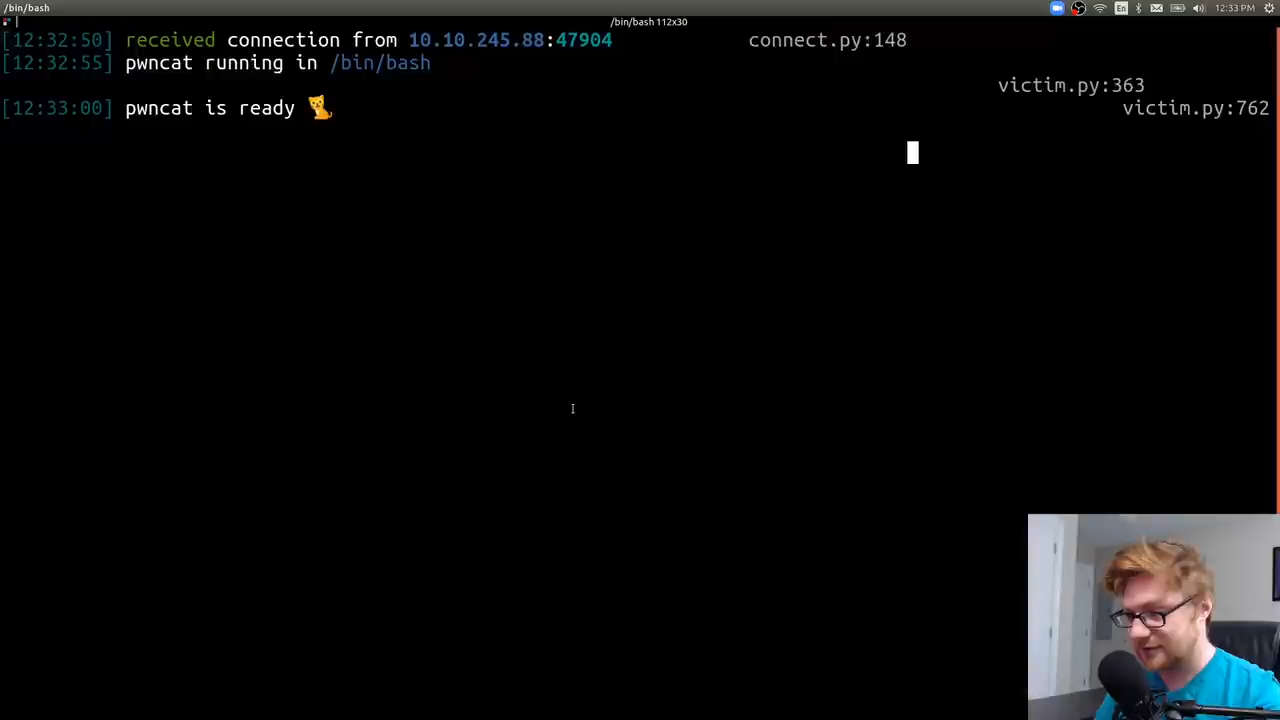 /bin/bash
En
12:33 PM
/bin/bash 112x30
[12:32:50] received connection from 10.10.245.88:47904 connect.py:148
[12:32:55] pwncat running in /bin/bash
victim.py:363
[12:33:00] pwncat is ready 🐈 victim.py:762